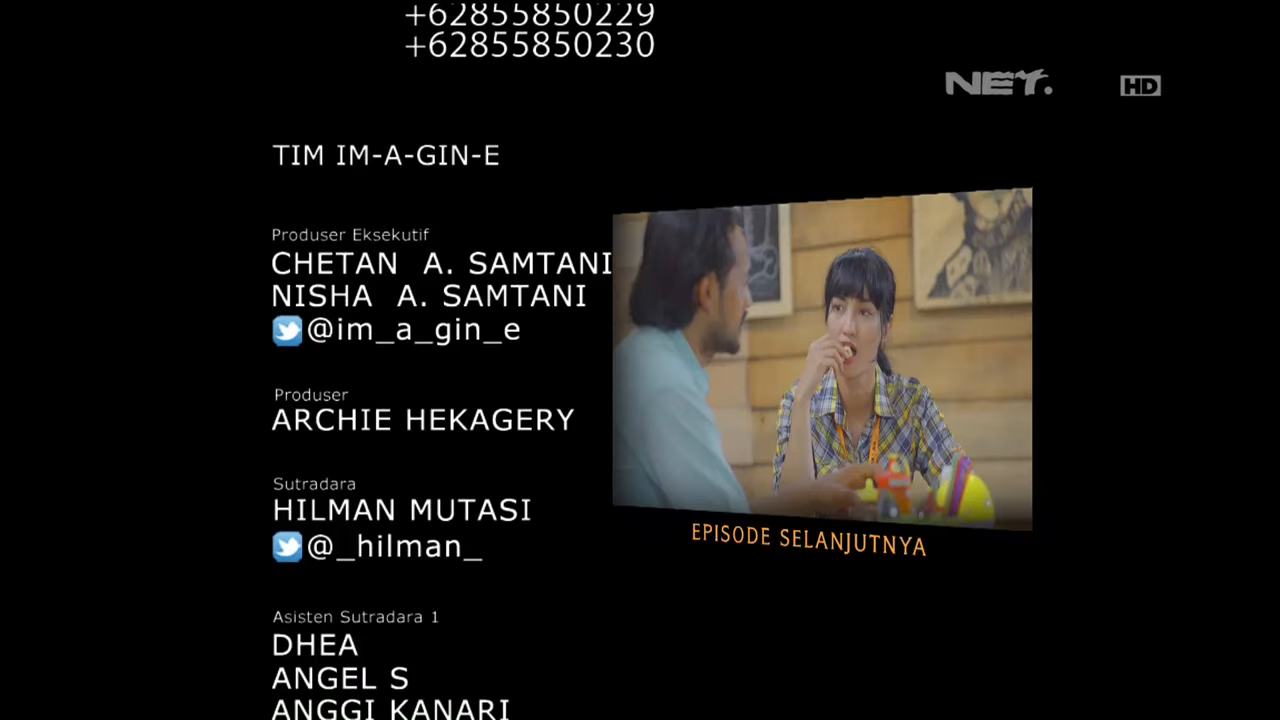 +62855850229
+62855850230
NET.
HD
TIM IM-A-GIN-E
Produser Eksekutif
CHETAN A. SAMTANI
NISHA A. SAMTANI
@im_a_gin_e
Produser
ARCHIE HEKAGERY
Sutradara
HILMAN MUTASI
@_hilman_
EPISODE SELANJUTNYA
Asisten Sutradara 1
DHEA
ANGEL S
ANGGI KANARI